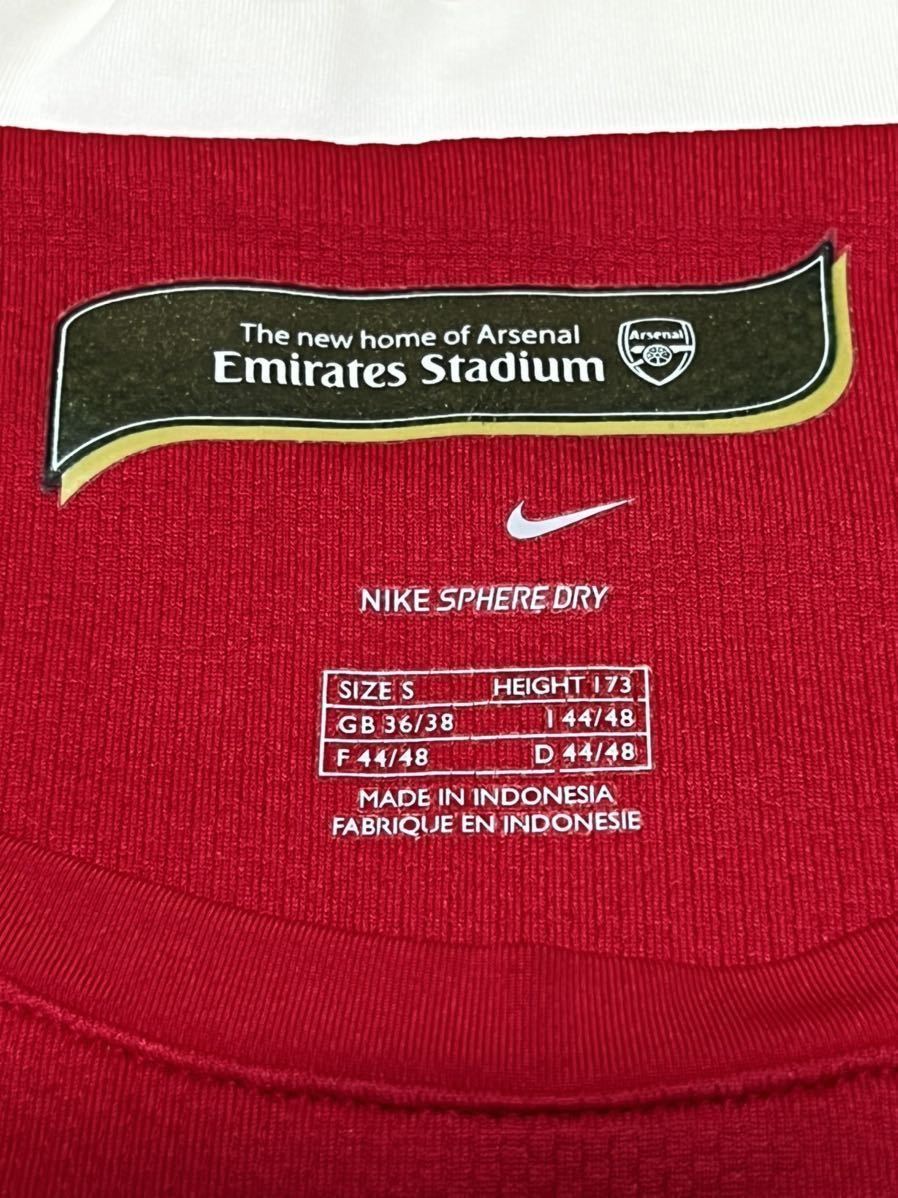 The new home of Arsenal
Emirates Stadium
Arsenal
NIKE SPHERE DRY
SIZE S HEIGHT 173
GB 36/38 I 44/48
F 44/48 D 44/48
MADE IN INDONESIA
FABRIQUE EN INDONESIE